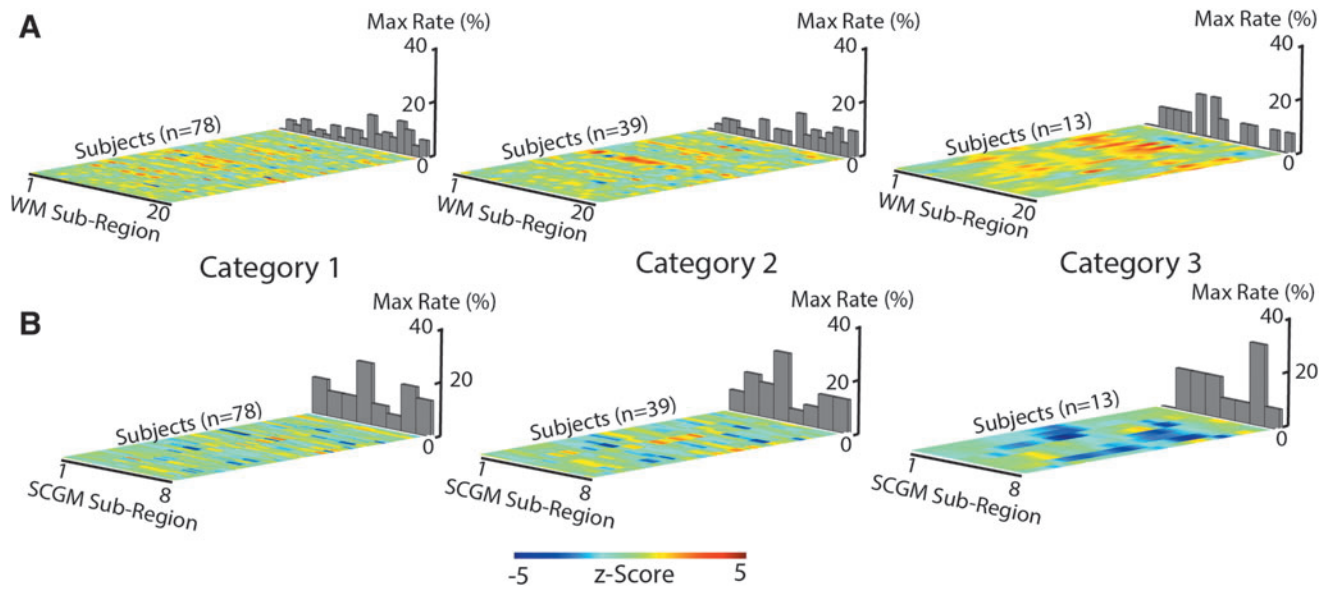 A
Max Rate (%)
40
20
0
Subjects (n=78)
1
20
WM Sub-Region
Max Rate (%)
40
20
0
Subjects (n=39)
1
20
WM Sub-Region
Max Rate (%)
40
20
0
Subjects (n=13)
1
20
WM Sub-Region
Category 1
Category 2
Category 3
B
Max Rate (%)
40
20
0
Subjects (n=78)
1
8
SCGM Sub-Region
Max Rate (%)
40
20
0
Subjects (n=39)
1
8
SCGM Sub-Region
Max Rate (%)
40
20
0
Subjects (n=13)
1
8
SCGM Sub-Region
-5
z-Score
5